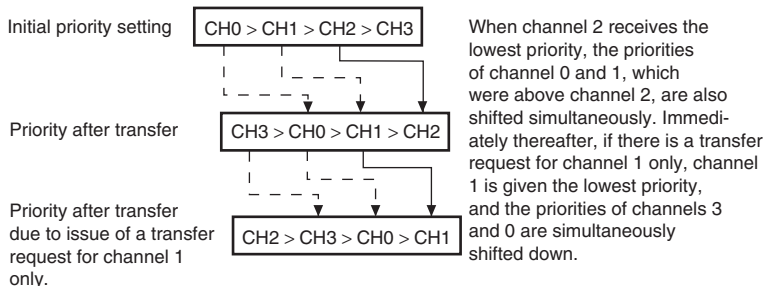 Initial priority setting
CH0 > CH1 > CH2 > CH3
Priority after transfer
CH3 > CH0 > CH1 > CH2
Priority after transfer
due to issue of a transfer
request for channel 1
only.
CH2 > CH3 > CH0 > CH1
When channel 2 receives the
lowest priority, the priorities
of channel 0 and 1, which
were above channel 2, are also
shifted simultaneously. Immedi-
ately thereafter, if there is a transfer
request for channel 1 only, channel
1 is given the lowest priority,
and the priorities of channels 3
and 0 are simultaneously
shifted down.